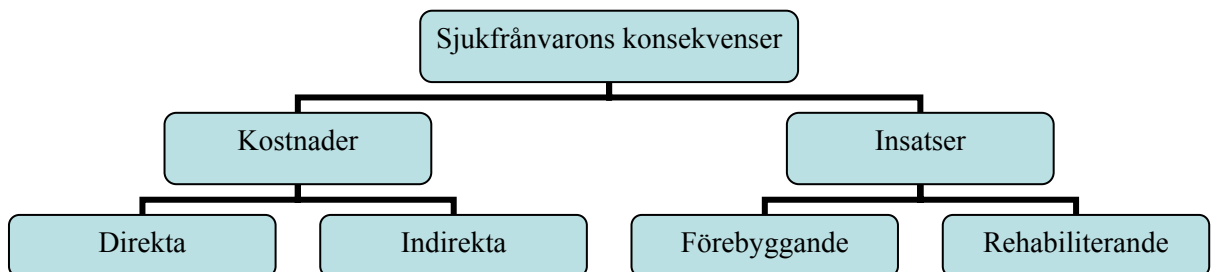 Sjukfrånvarons konsekvenser
Kostnader
Insatser
Direkta
Indirekta
Förebyggande
Rehabiliterande